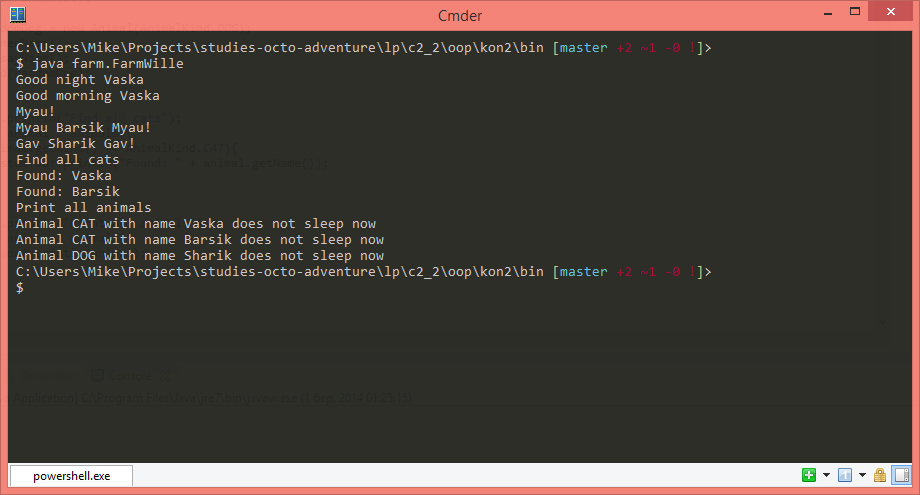 Cmder
C:\Users\Mike\Projects\studies-octo-adventure\lp\c2_2\oop\kon2\bin [master +2 ~1 -0 !]>
$ java farm.FarmWille
Good night Vaska
Good morning Vaska
Myau!
Myau Barsik Myau!
Gav Sharik Gav!
Find all cats
Found: Vaska
Found: Barsik
Print all animals
Animal CAT with name Vaska does not sleep now
Animal CAT with name Barsik does not sleep now
Animal DOG with name Sharik does not sleep now
C:\Users\Mike\Projects\studies-octo-adventure\lp\c2_2\oop\kon2\bin [master +2 ~1 -0 !]>
$
powershell.exe